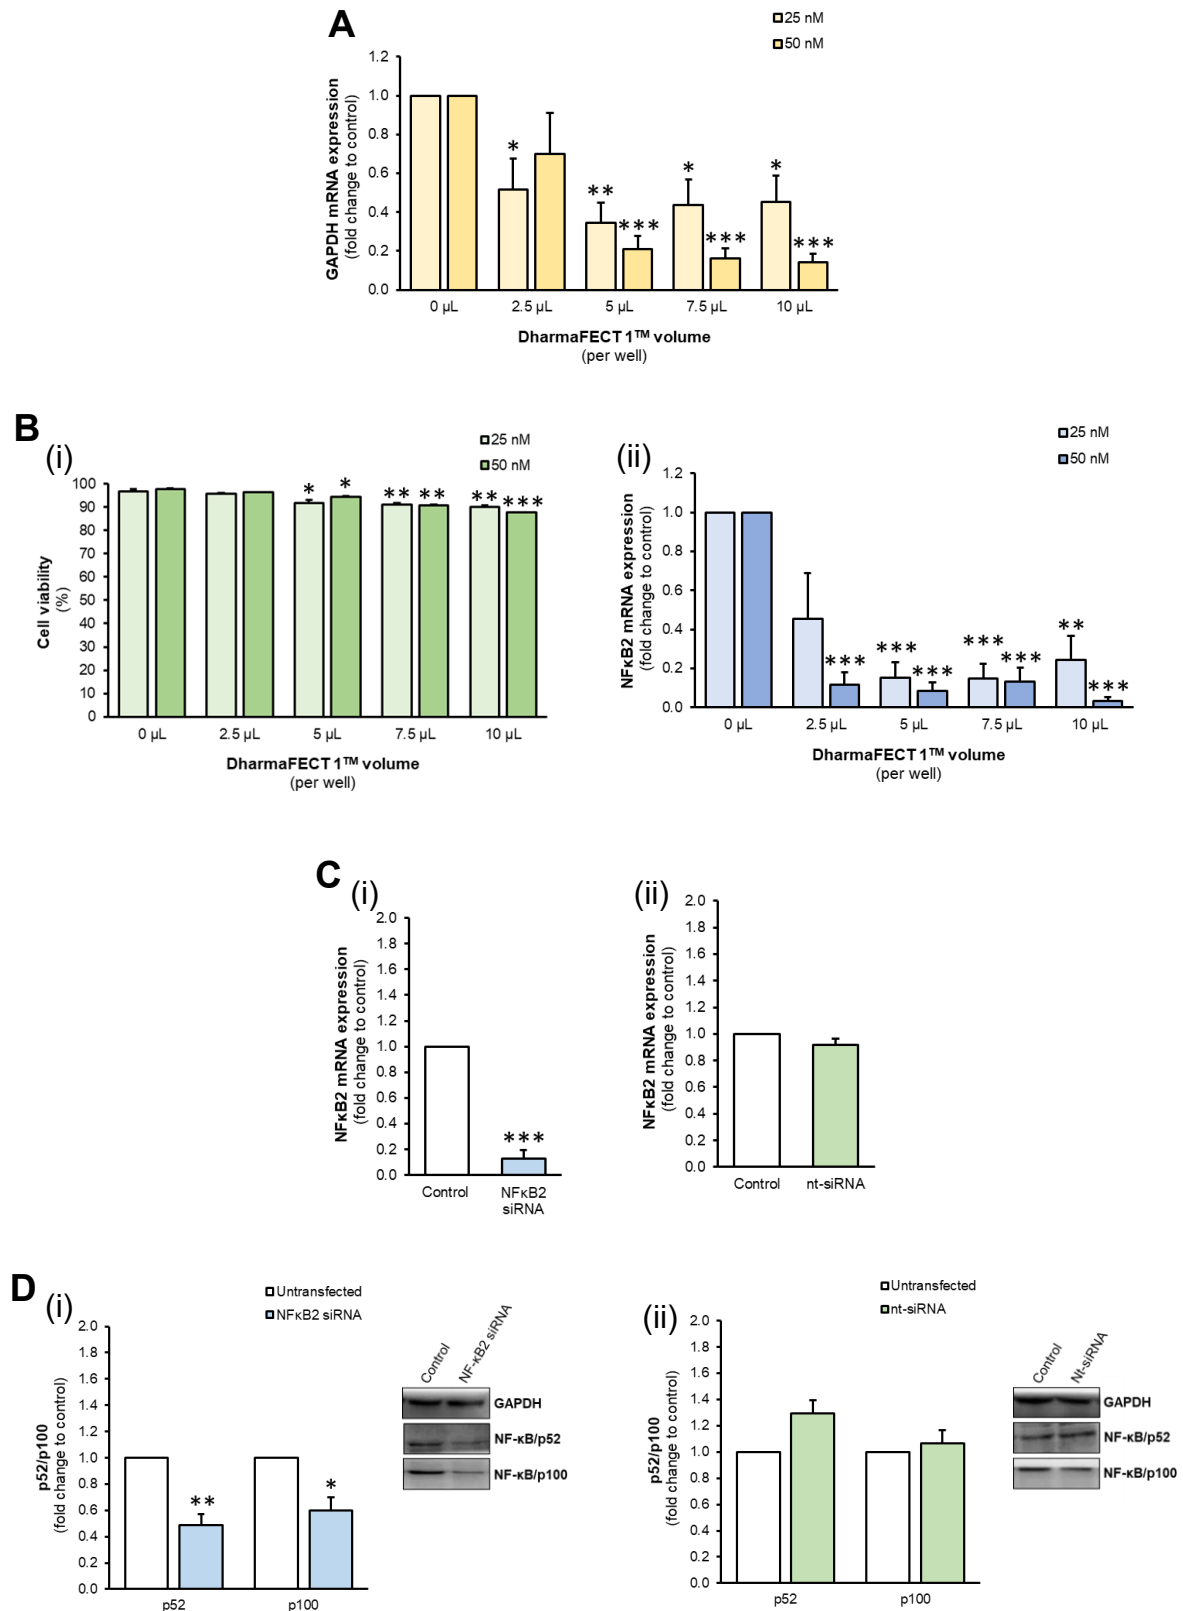 A
25 nM
50 nM
GAPDH mRNA expression
(fold change to control)
1.2
1.0
0.8
0.6
0.4
0.2
0.0
*
**
***
*
***
*
***
0 µL
2.5 µL
5 µL
7.5 µL
10 µL
DharmaFECT 1TM volume
(per well)
B
(i)
25 nM
50 nM
Cell viability
(%)
100
90
80
70
60
50
40
30
20
10
0
*
*
**
**
**
***
0 µL
2.5 µL
5 µL
7.5 µL
10 µL
DharmaFECT 1TM volume
(per well)
(ii)
25 nM
50 nM
NFκB2 mRNA expression
(fold change to control)
1.2
1.0
0.8
0.6
0.4
0.2
0.0
***
***
***
***
***
**
***
0 µL
2.5 µL
5 µL
7.5 µL
10 µL
DharmaFECT 1TM volume
(per well)
C
(i)
NFκB2 mRNA expression
(fold change to control)
2.0
1.8
1.6
1.4
1.2
1.0
0.8
0.6
0.4
0.2
0.0
***
Control
NFκB2
siRNA
(ii)
NFκB2 mRNA expression
(fold change to control)
2.0
1.8
1.6
1.4
1.2
1.0
0.8
0.6
0.4
0.2
0.0
Control
nt-siRNA
D
(i)
Untransfected
NFκB2 siRNA
p52/p100
(fold change to control)
2.0
1.8
1.6
1.4
1.2
1.0
0.8
0.6
0.4
0.2
0.0
**
*
p52
p100
Control
NF-κB2 siRNA
GAPDH
NF-κB/p52
NF-κB/p100
(ii)
Untransfected
nt-siRNA
p52/p100
(fold change to control)
2.0
1.8
1.6
1.4
1.2
1.0
0.8
0.6
0.4
0.2
0.0
p52
p100
Control
Nt-siRNA
GAPDH
NF-κB/p52
NF-κB/p100